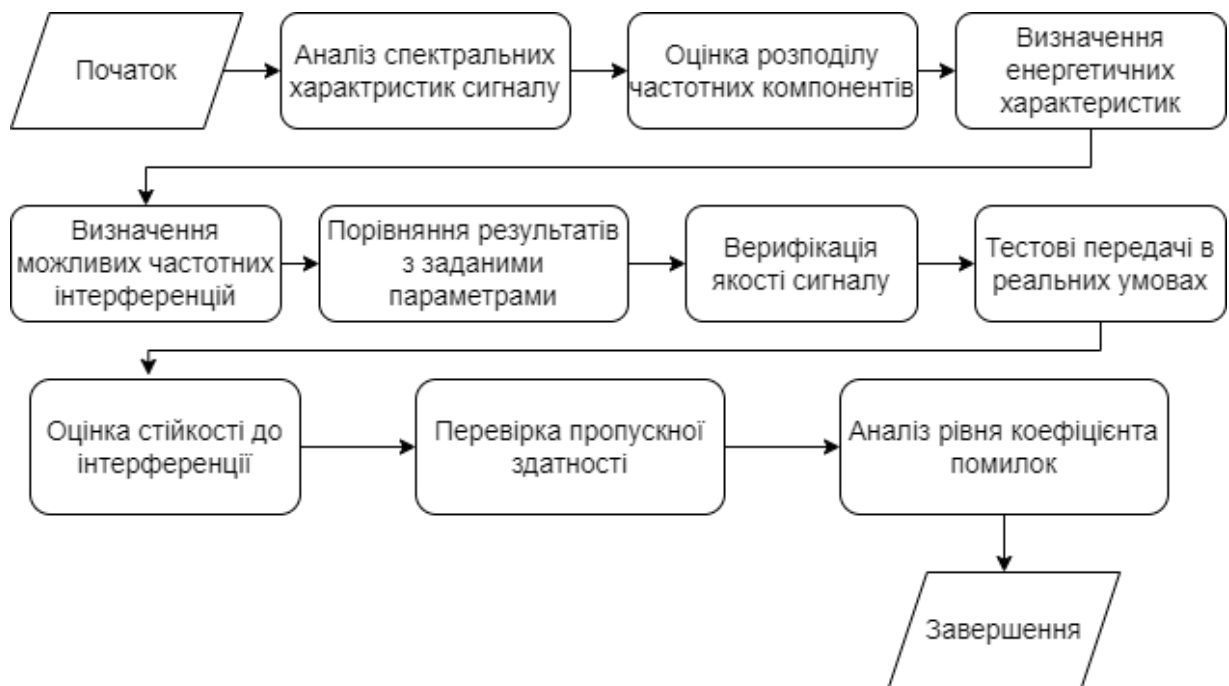 Початок
Аналіз спектральних
характристик сигналу
Оцінка розподілу
частотних компонентів
Визначення
енергетичних
характеристик
Визначення
можливих частотних
інтерференцій
Порівняння результатів
з заданими
параметрами
Верифікація
якості сигналу
Тестові передачі в
реальних умовах
Оцінка стійкості до
інтерференції
Перевірка пропускної
здатності
Аналіз рівня коефіцієнта
помилок
Завершення